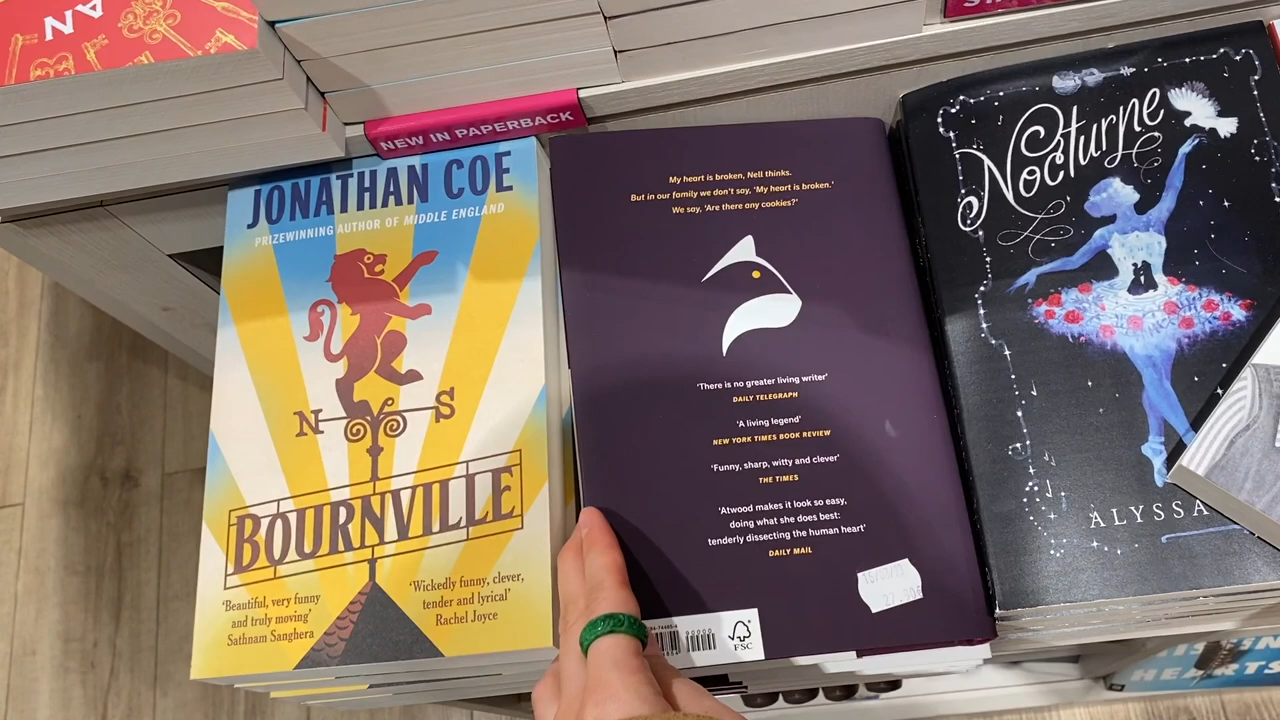 NEW IN PAPERBACK
JONATHAN COE
PRIZEWINNING AUTHOR OF MIDDLE ENGLAND
N S
BOURNVILLE
'Beautiful, very funny
and truly moving'
Sathnam Sanghera
'Wickedly funny, clever,
tender and lyrical'
Rachel Joyce
My heart is broken, Nell thinks.
But in our family we don't say, 'My heart is broken.'
We say, 'Are there any cookies?'
'There is no greater living writer'
DAILY TELEGRAPH
'A living legend'
NEW YORK TIMES BOOK REVIEW
'Funny, sharp, witty and clever'
THE TIMES
'Atwood makes it look so easy,
doing what she does best:
tenderly dissecting the human heart'
DAILY MAIL
90000
FSC
Nocturne
ALYSSA
HEARTS
AN